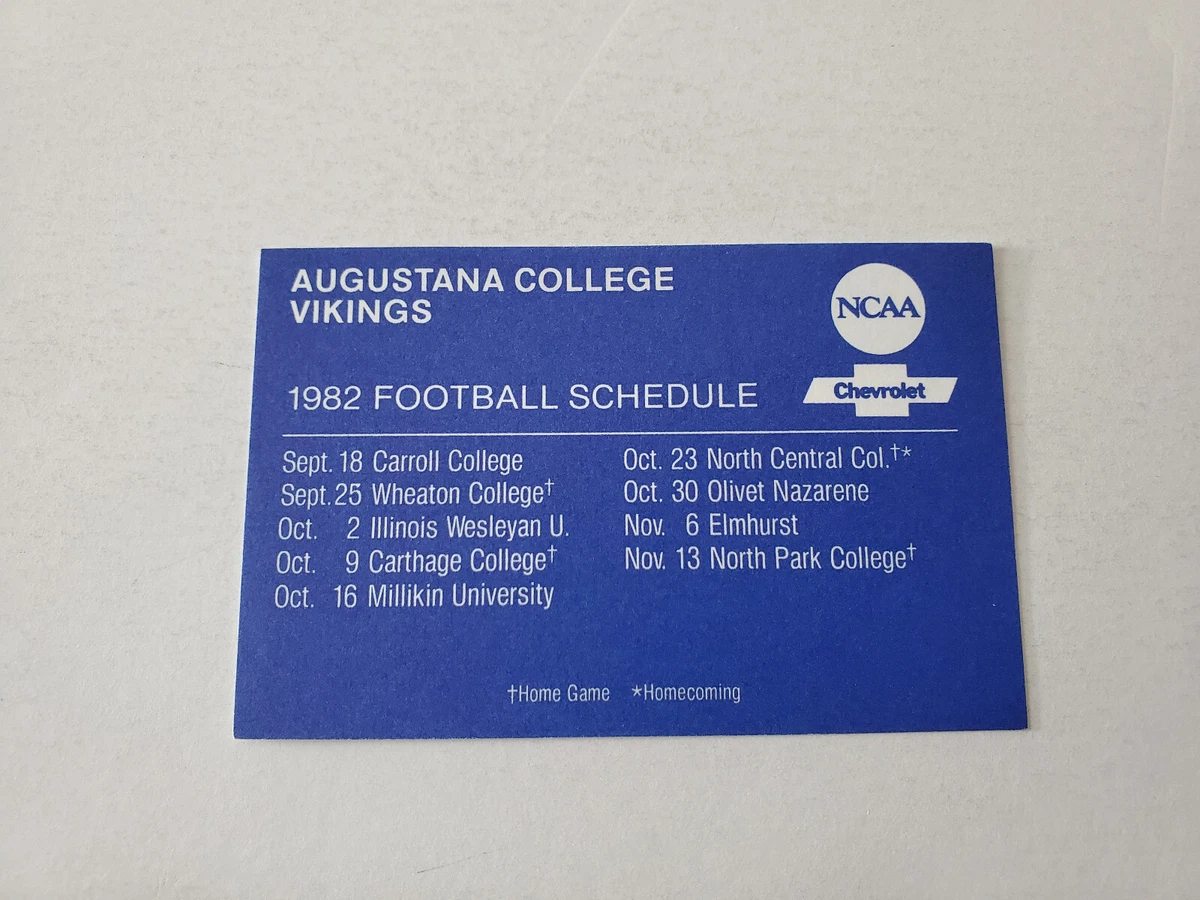 AUGUSTANA COLLEGE
VIKINGS
NCAA
Chevrolet
1982 FOOTBALL SCHEDULE
Sept. 18 Carroll College
Sept. 25 Wheaton College†
Oct. 2 Illinois Wesleyan U.
Oct. 9 Carthage College†
Oct. 16 Millikin University
Oct. 23 North Central Col.†*
Oct. 30 Olivet Nazarene
Nov. 6 Elmhurst
Nov. 13 North Park College†
†Home Game *Homecoming